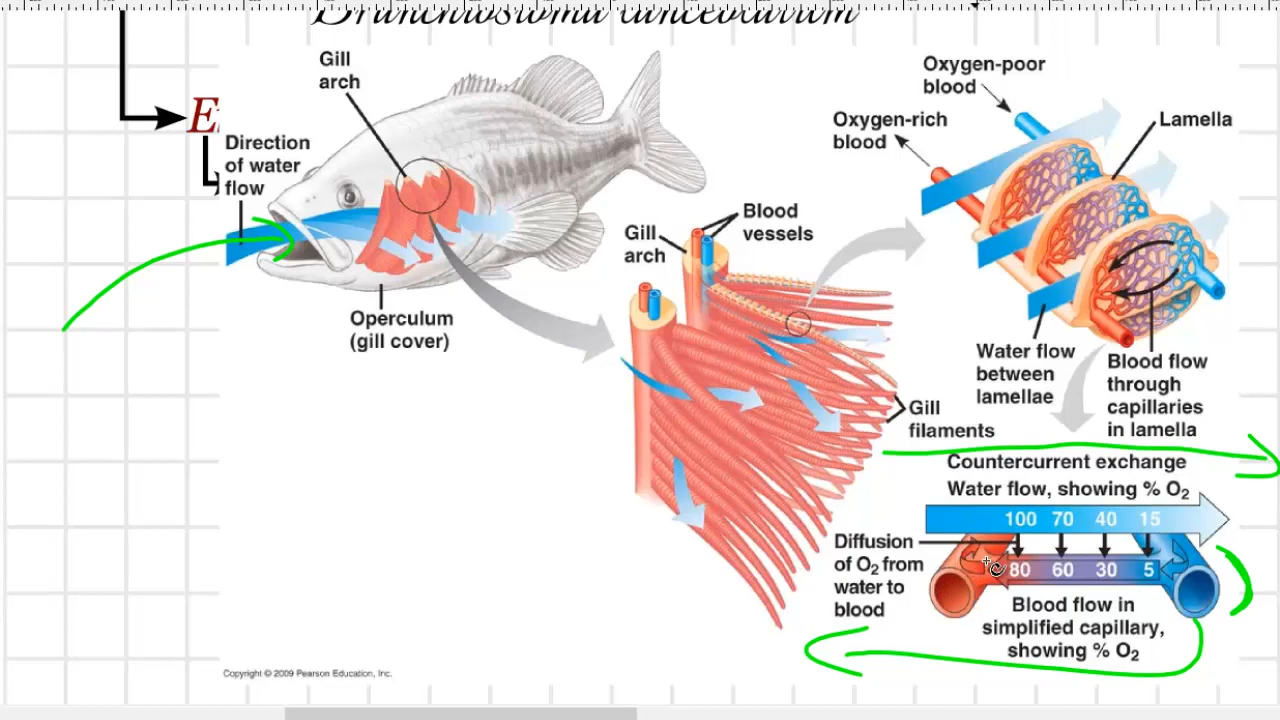 Branchiostoma lanceolatum
E
Gill
arch
Direction
of water
flow
Operculum
(gill cover)
Gill
arch
Blood
vessels
Gill
filaments
Oxygen-poor
blood
Oxygen-rich
blood
Lamella
Water flow
between
lamellae
Blood flow
through
capillaries
in lamella
Countercurrent exchange
Water flow, showing % O₂
100 70 40 15
Diffusion
of O₂ from
water to
blood
80 60 30 5
Blood flow in
simplified capillary,
showing % O₂
Copyright © 2009 Pearson Education, Inc.